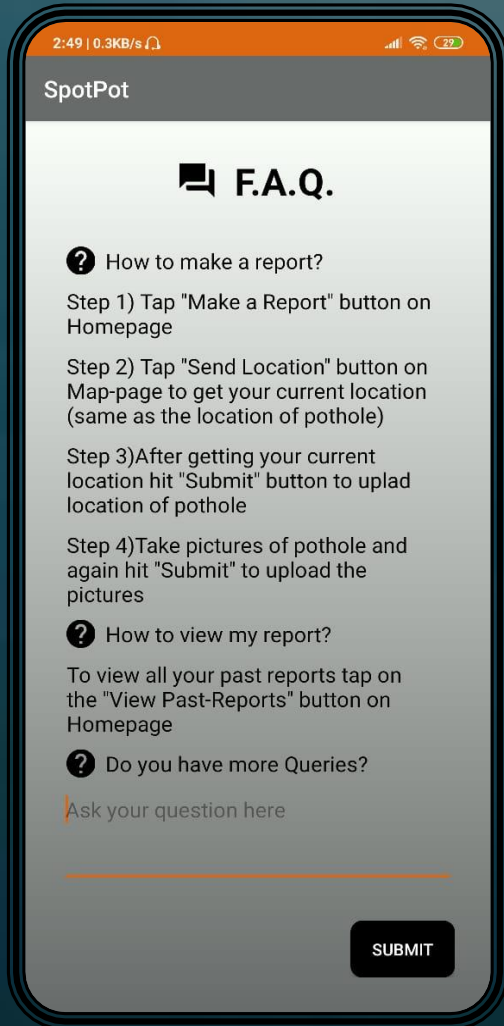 2:49 | 0.3KB/s
29
SpotPot
F.A.Q.
How to make a report?
Step 1) Tap "Make a Report" button on
Homepage
Step 2) Tap "Send Location" button on
Map-page to get your current location
(same as the location of pothole)
Step 3)After getting your current
location hit "Submit" button to uplad
location of pothole
Step 4)Take pictures of pothole and
again hit "Submit" to upload the
pictures
How to view my report?
To view all your past reports tap on
the "View Past-Reports" button on
Homepage
Do you have more Queries?
Ask your question here
SUBMIT